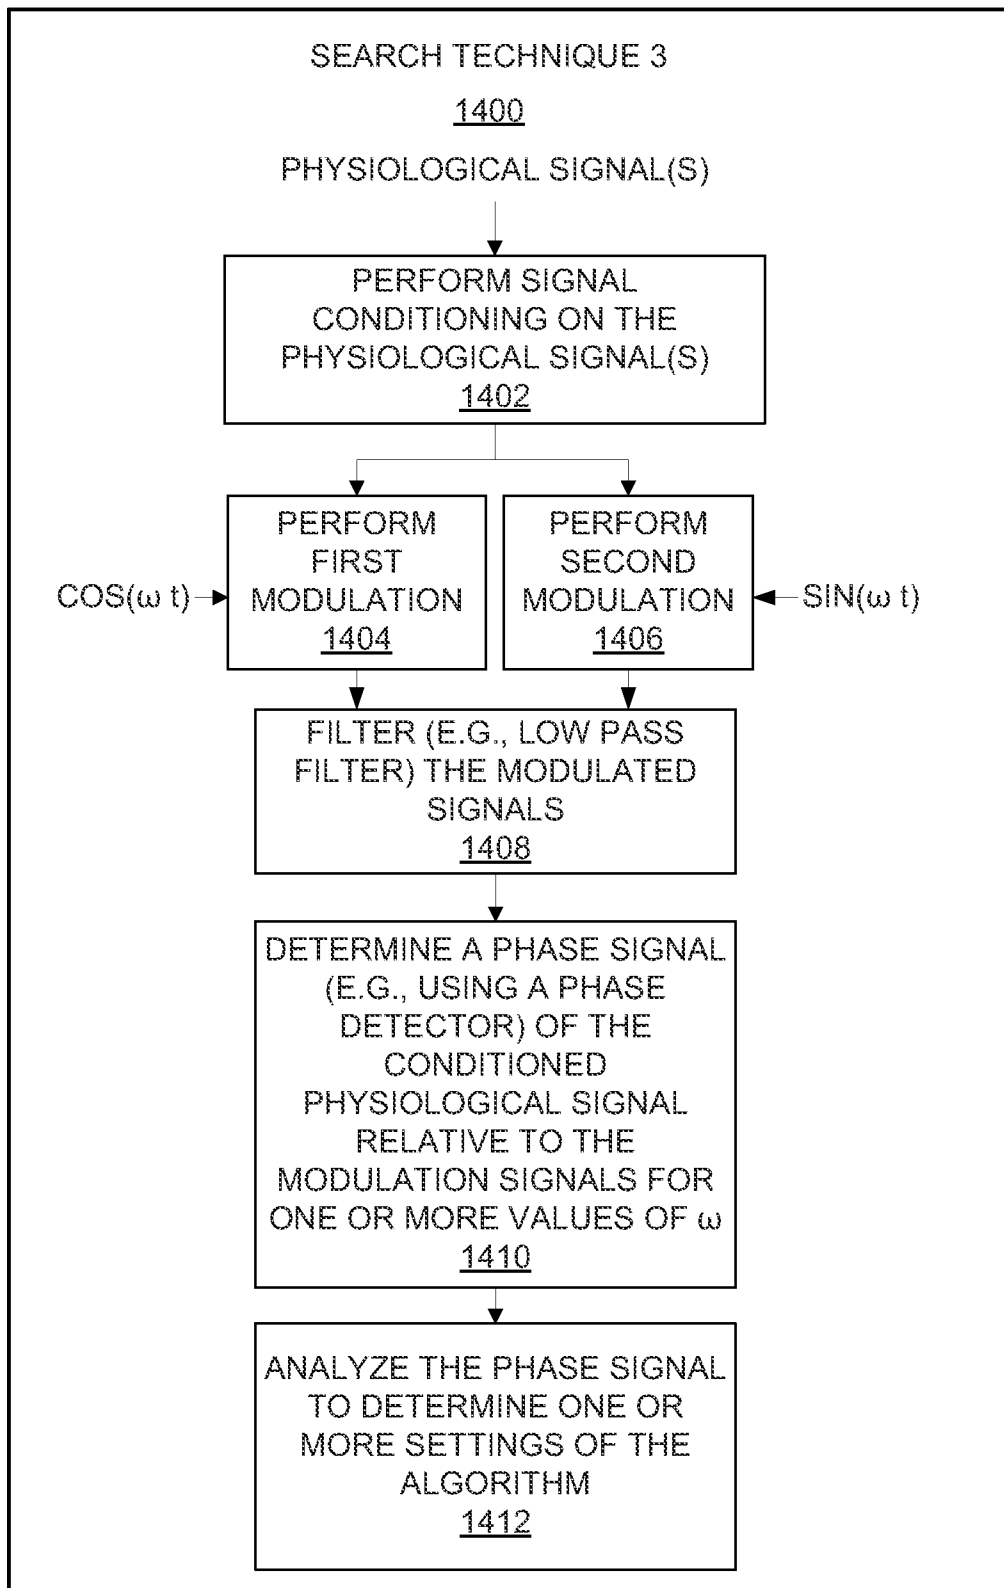 SEARCH TECHNIQUE 3
1400
PHYSIOLOGICAL SIGNAL(S)
PERFORM SIGNAL
CONDITIONING ON THE
PHYSIOLOGICAL SIGNAL(S)
1402
PERFORM
FIRST
MODULATION
1404
PERFORM
SECOND
MODULATION
1406
COS(ω t)
SIN(ω t)
FILTER (E.G., LOW PASS
FILTER) THE MODULATED
SIGNALS
1408
DETERMINE A PHASE SIGNAL
(E.G., USING A PHASE
DETECTOR) OF THE
CONDITIONED
PHYSIOLOGICAL SIGNAL
RELATIVE TO THE
MODULATION SIGNALS FOR
ONE OR MORE VALUES OF ω
1410
ANALYZE THE PHASE SIGNAL
TO DETERMINE ONE OR
MORE SETTINGS OF THE
ALGORITHM
1412